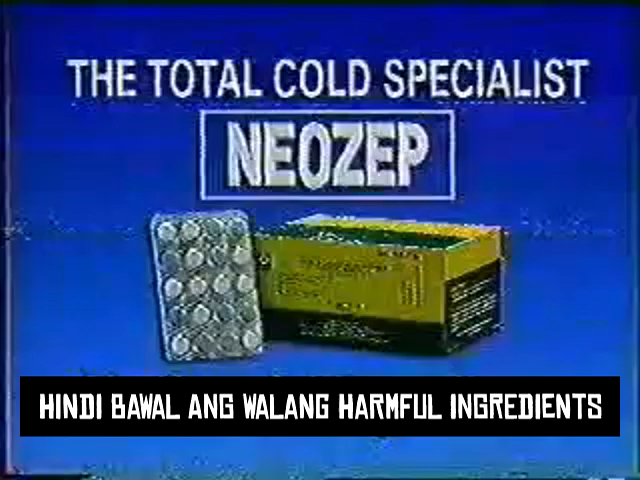 THE TOTAL COLD SPECIALIST
NEOZEP
HINDI BAWAL ANG WALANG HARMFUL INGREDIENTS